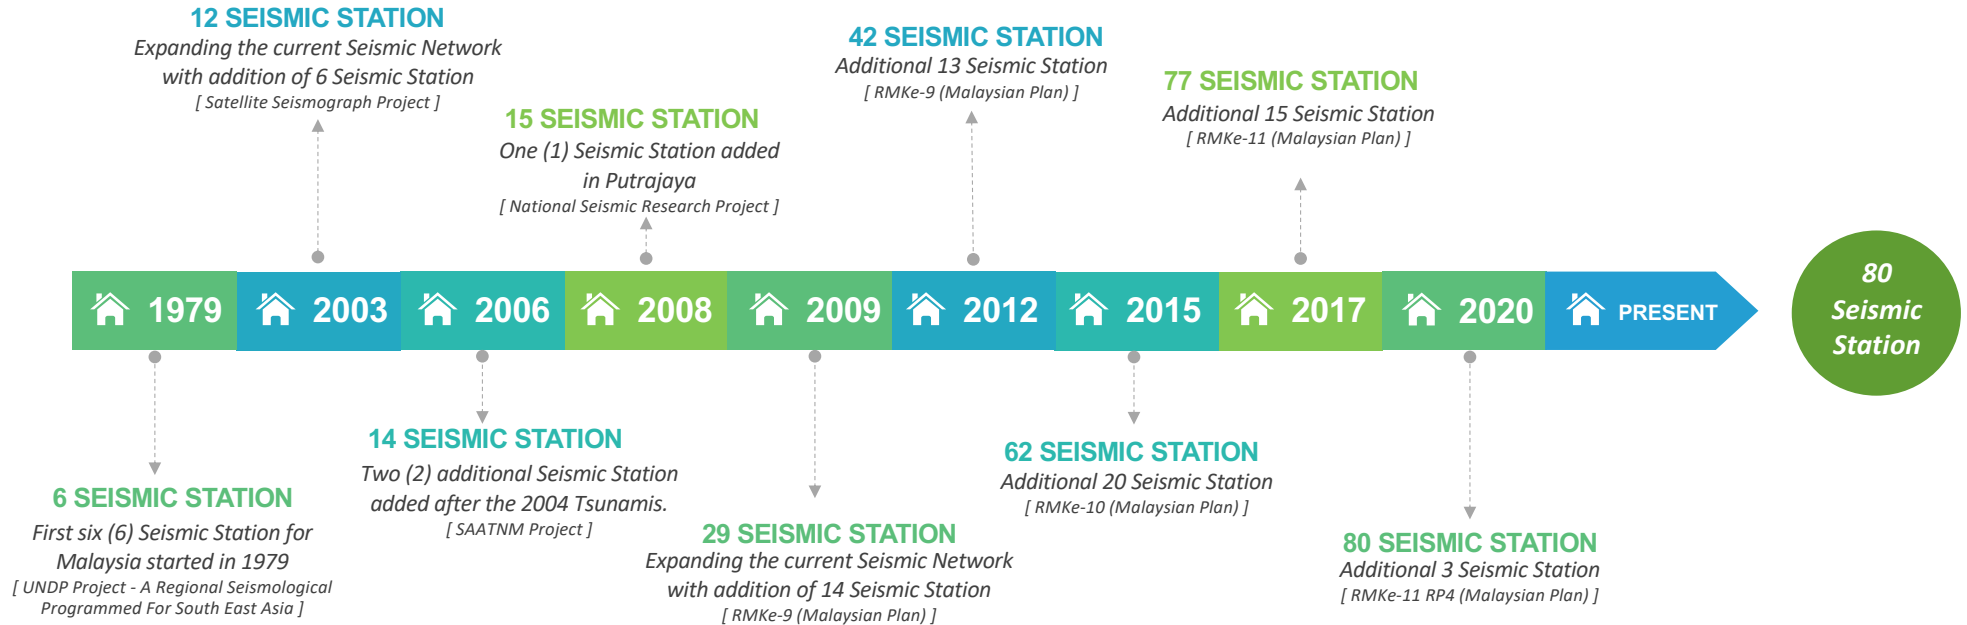 12 SEISMIC STATION
Expanding the current Seismic Network
with addition of 6 Seismic Station
[ Satellite Seismograph Project ]
15 SEISMIC STATION
One (1) Seismic Station added
in Putrajaya
[ National Seismic Research Project ]
42 SEISMIC STATION
Additional 13 Seismic Station
[ RMKe-9 (Malaysian Plan) ]
77 SEISMIC STATION
Additional 15 Seismic Station
[ RMKe-11 (Malaysian Plan) ]
1979
2003
2006
2008
2009
2012
2015
2017
2020
PRESENT
80
Seismic
Station
6 SEISMIC STATION
First six (6) Seismic Station for
Malaysia started in 1979
[ UNDP Project - A Regional Seismological
Programmed For South East Asia ]
14 SEISMIC STATION
Two (2) additional Seismic Station
added after the 2004 Tsunamis.
[ SAATNM Project ]
29 SEISMIC STATION
Expanding the current Seismic Network
with addition of 14 Seismic Station
[ RMKe-9 (Malaysian Plan) ]
62 SEISMIC STATION
Additional 20 Seismic Station
[ RMKe-10 (Malaysian Plan) ]
80 SEISMIC STATION
Additional 3 Seismic Station
[ RMKe-11 RP4 (Malaysian Plan) ]